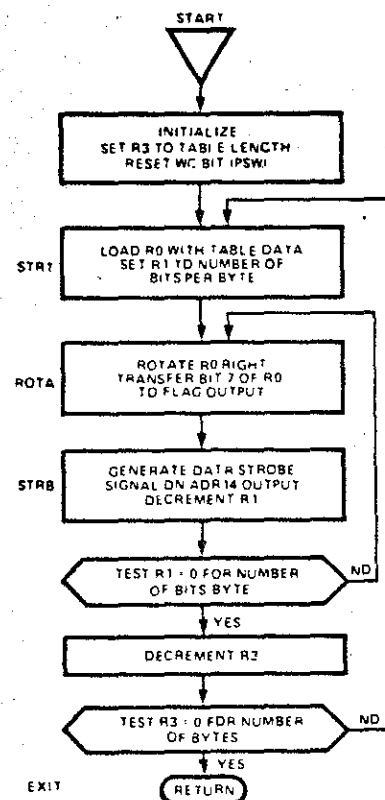 START
INITIALIZE
SET R3 TO TABLE LENGTH
RESET WC BIT (PSW)
STRT
LOAD R0 WITH TABLE DATA
SET R1 TO NUMBER OF
BITS PER BYTE
ROTA
ROTATE R0 RIGHT
TRANSFER BIT 7 OF R0
TO FLAG OUTPUT
STRB
GENERATE DATA STROBE
SIGNAL ON ADR14 OUTPUT
DECREMENT R1
TEST R1 = 0 FOR NUMBER
OF BITS BYTE
NO
YES
DECREMENT R3
TEST R3 = 0 FOR NUMBER
OF BYTES
NO
YES
EXIT
RETURN